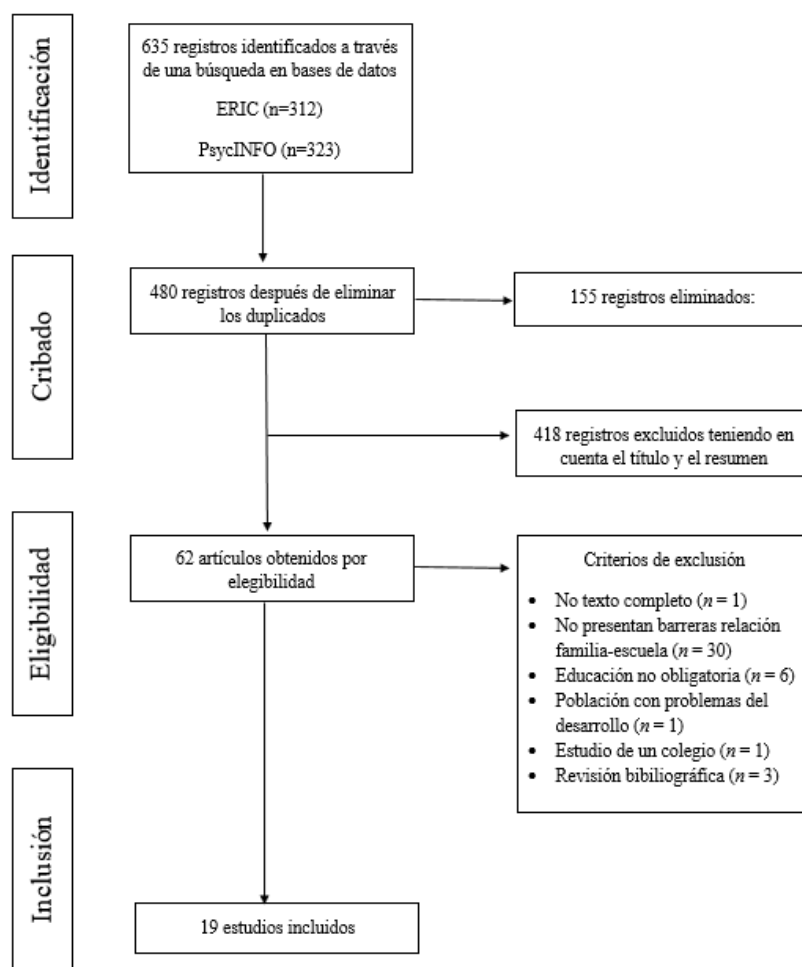 Identificación
635 registros identificados a través
de una búsqueda en bases de datos
ERIC (n=312)
PsycINFO (n=323)
Cribado
480 registros después de eliminar
los duplicados
155 registros eliminados:
418 registros excluidos teniendo en
cuenta el título y el resumen
Eligibilidad
62 artículos obtenidos por
elegibilidad
Criterios de exclusión
• No texto completo (n = 1)
• No presentan barreras relación
familia-escuela (n = 30)
• Educación no obligatoria (n = 6)
• Población con problemas del
desarrollo (n = 1)
• Estudio de un colegio (n = 1)
• Revisión bibiliográfica (n = 3)
Inclusión
19 estudios incluidos